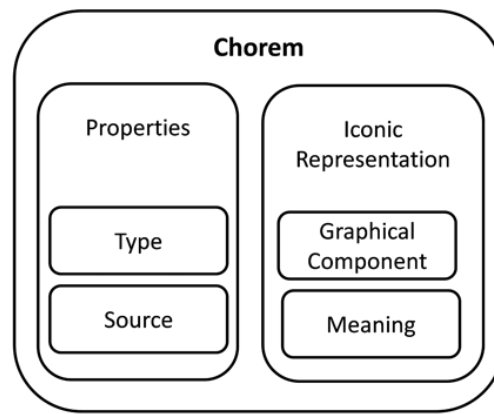 Chorem
Properties
Type
Source
Iconic
Representation
Graphical
Component
Meaning